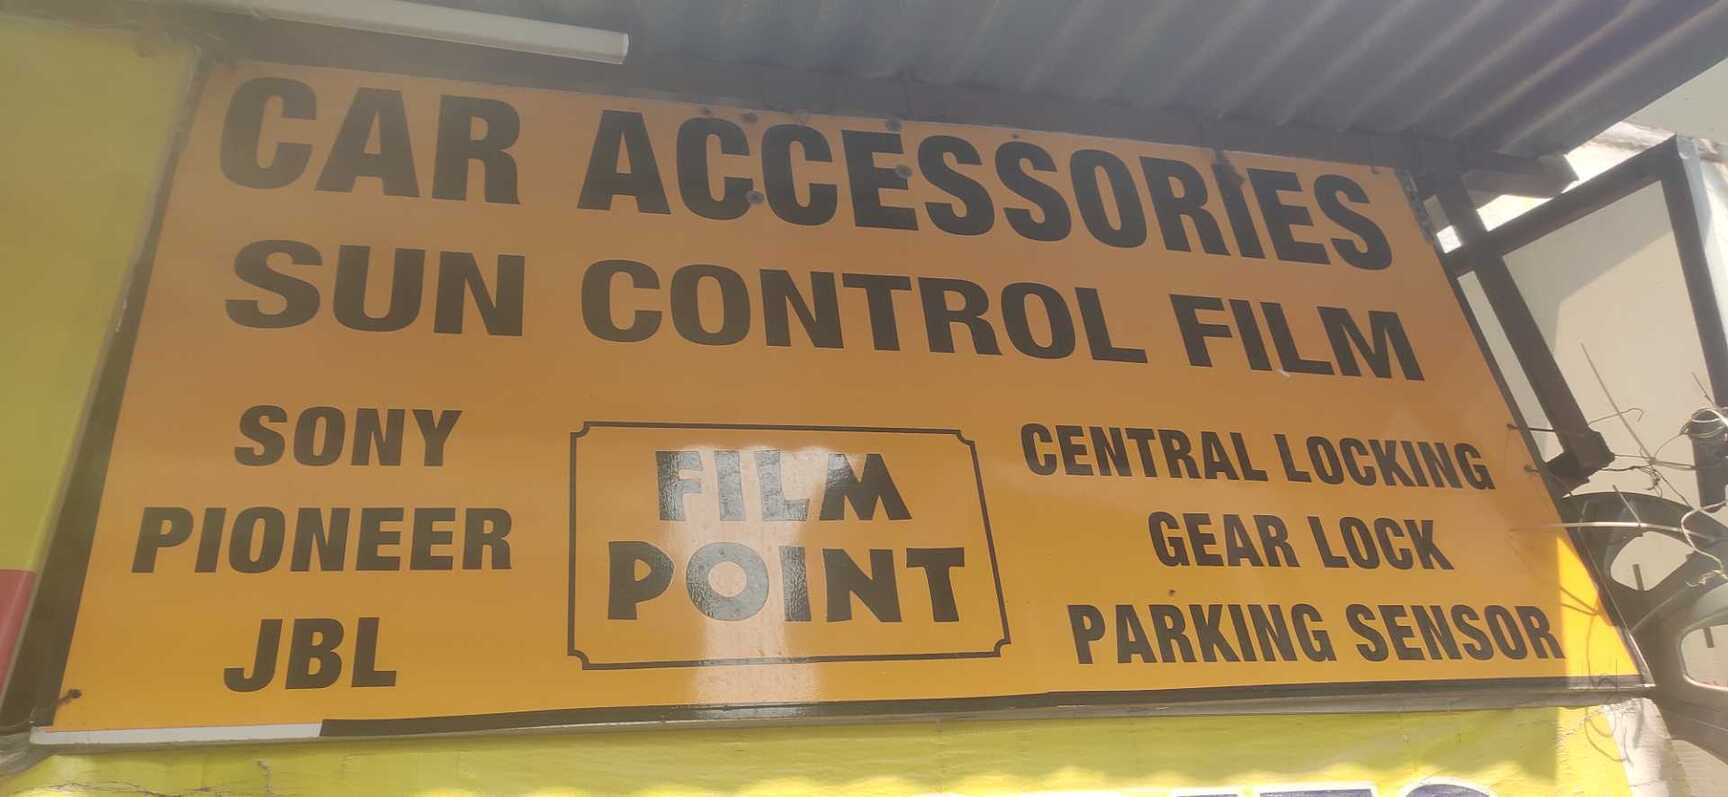 CAR ACCESSORIES
SUN CONTROL FILM
SONY
PIONEER
JBL
FILM
POINT
CENTRAL LOCKING
GEAR LOCK
PARKING SENSOR